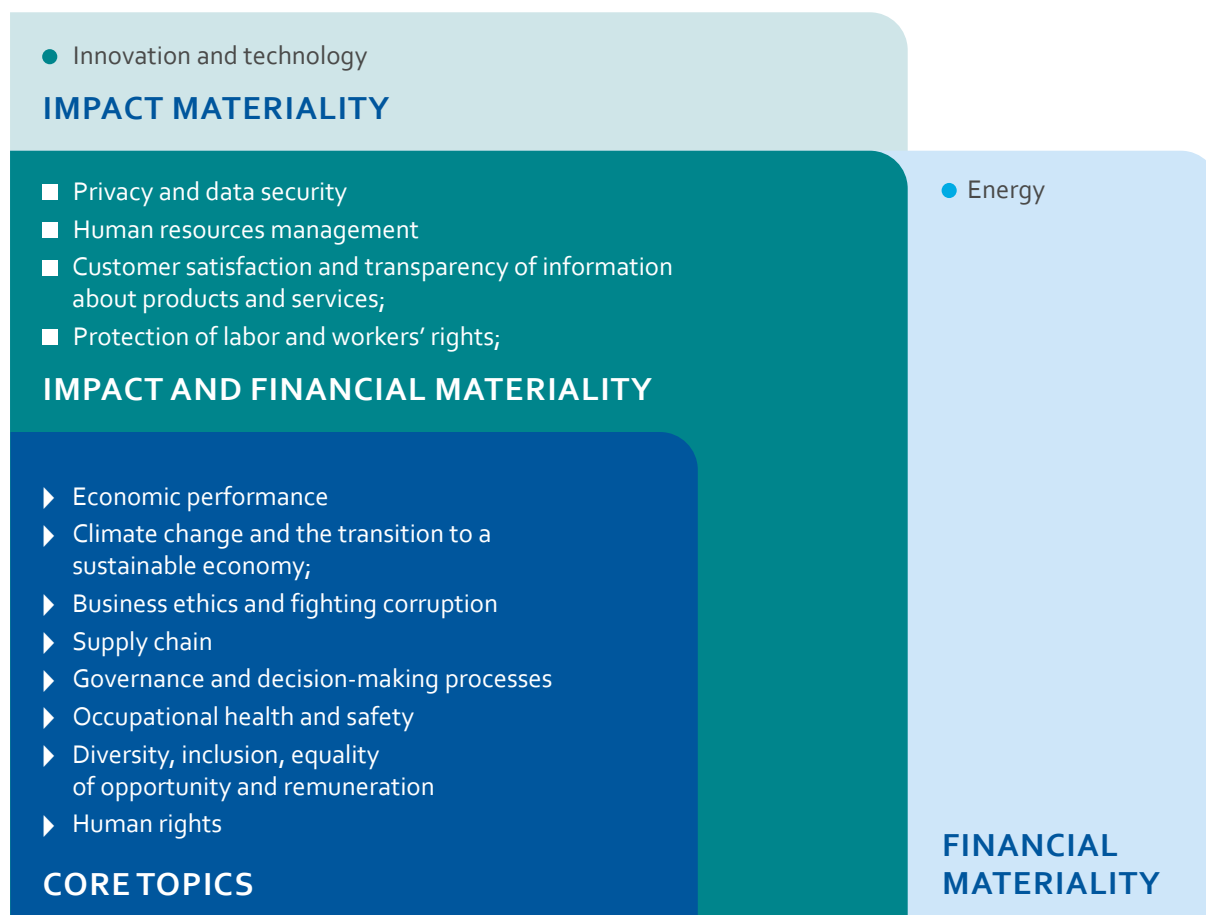 Innovation and technology
IMPACT MATERIALITY
Privacy and data security
Human resources management
Customer satisfaction and transparency of information
about products and services;
Protection of labor and workers’ rights;
IMPACT AND FINANCIAL MATERIALITY
Economic performance
Climate change and the transition to a
sustainable economy;
Business ethics and fighting corruption
Supply chain
Governance and decision-making processes
Occupational health and safety
Diversity, inclusion, equality
of opportunity and remuneration
Human rights
CORE TOPICS
Energy
FINANCIAL
MATERIALITY